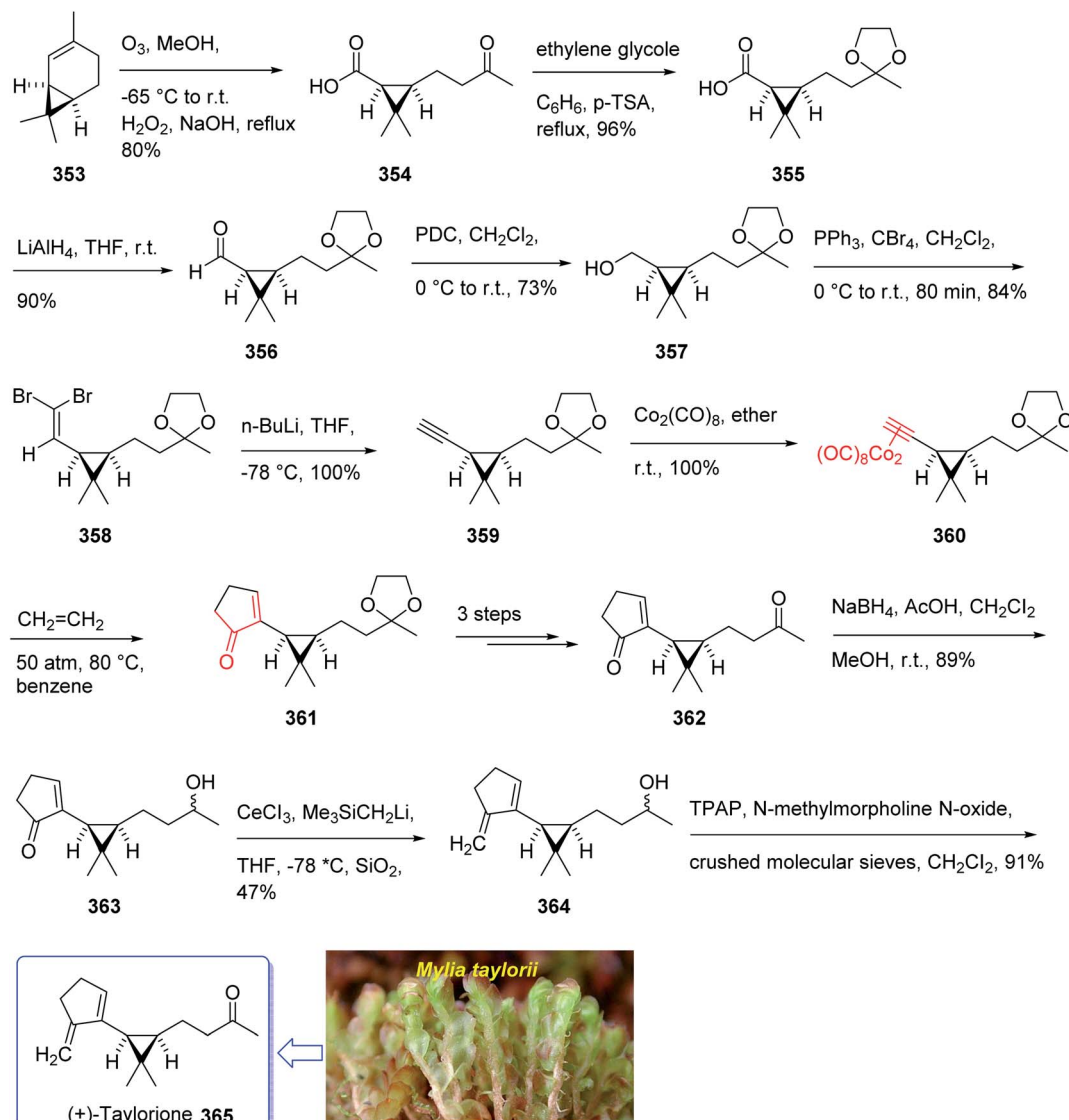 O3, MeOH,
-65 °C to r.t.
H2O2, NaOH, reflux
80%
353
H
H
O
HO
H
H
O
354
ethylene glycole
C6H6, p-TSA,
reflux, 96%
O
HO
H
H
O O
355
LiAlH4, THF, r.t.
90%
O
H
H
H
O O
356
PDC, CH2Cl2,
0 °C to r.t., 73%
HO
H
H
O O
357
PPh3, CBr4, CH2Cl2,
0 °C to r.t., 80 min, 84%
Br Br
H
H
H
O O
358
n-BuLi, THF,
-78 °C, 100%
H
H
O O
359
Co2(CO)8, ether
r.t., 100%
(OC)8Co2
H
H
O O
360
CH2=CH2
50 atm, 80 °C,
benzene
O
H
H
O O
361
3 steps
O
H
H
O
362
NaBH4, AcOH, CH2Cl2
MeOH, r.t., 89%
O
H
H
OH
363
CeCl3, Me3SiCH2Li,
THF, -78 *C, SiO2,
47%
H2C
H
H
OH
364
TPAP, N-methylmorpholine N-oxide,
crushed molecular sieves, CH2Cl2, 91%
H2C
H
H
O
(+)-Taylorione 365
Mylia taylorii